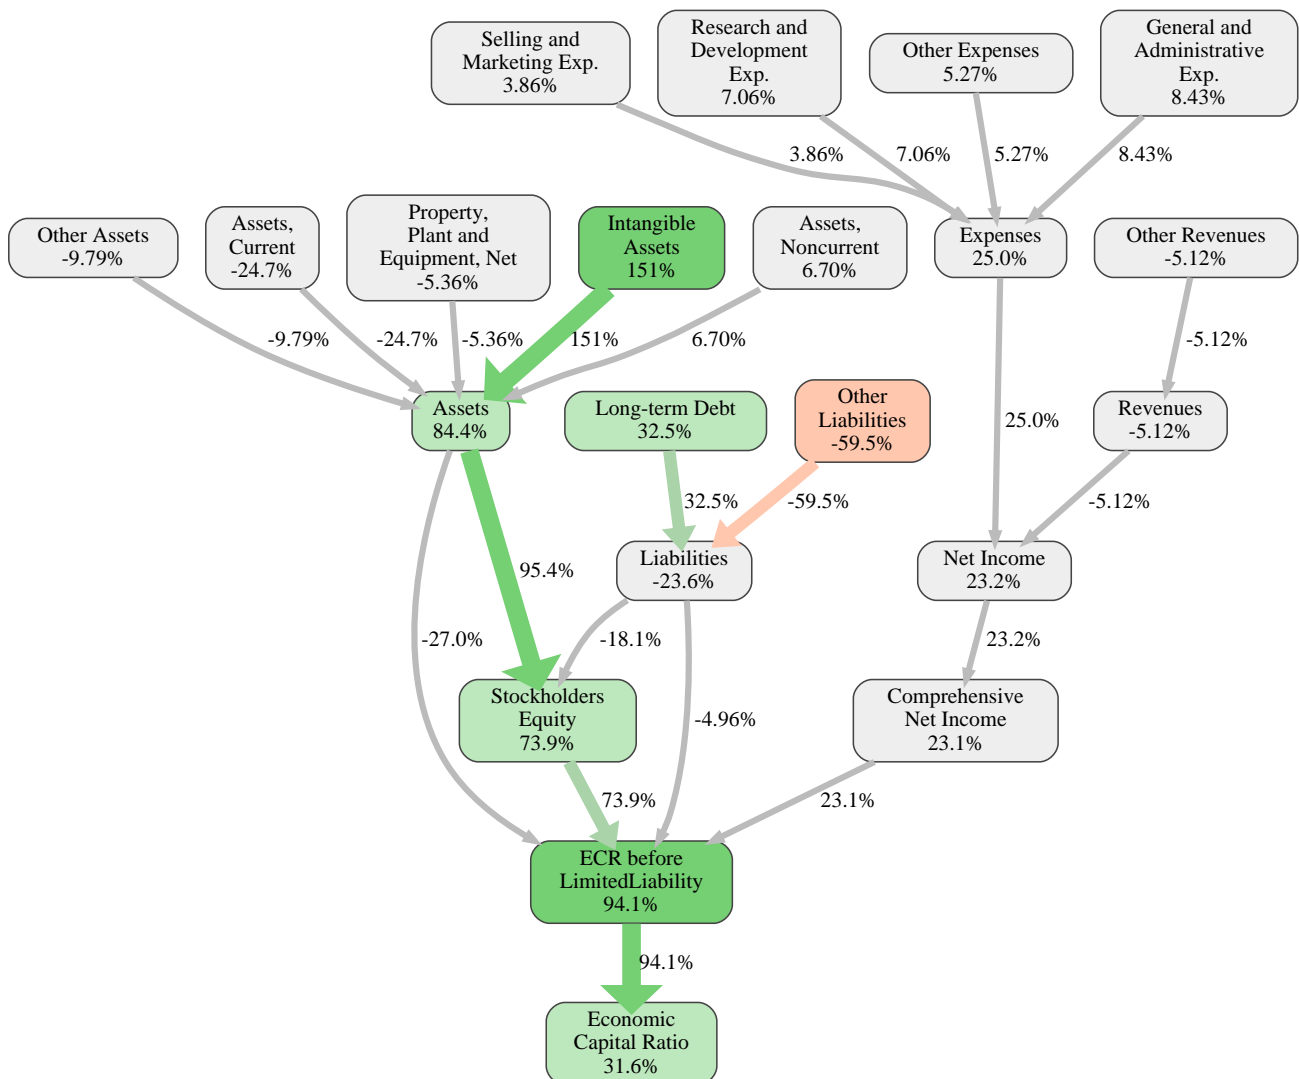 Selling and
Marketing Exp.
3.86%
Research and
Development
Exp.
7.06%
Other Expenses
5.27%
General and
Administrative
Exp.
8.43%
3.86%
7.06%
5.27%
8.43%
Other Assets
-9.79%
Assets,
Current
-24.7%
Property,
Plant and
Equipment, Net
-5.36%
Intangible
Assets
151%
Assets,
Noncurrent
6.70%
Expenses
25.0%
Other Revenues
-5.12%
-9.79%
-24.7%
-5.36%
151%
6.70%
-5.12%
Assets
84.4%
Long-term Debt
32.5%
Other
Liabilities
-59.5%
25.0%
Revenues
-5.12%
32.5%
-59.5%
-5.12%
Liabilities
-23.6%
Net Income
23.2%
95.4%
-27.0%
-18.1%
23.2%
Stockholders
Equity
73.9%
-4.96%
Comprehensive
Net Income
23.1%
73.9%
23.1%
ECR before
LimitedLiability
94.1%
94.1%
Economic
Capital Ratio
31.6%